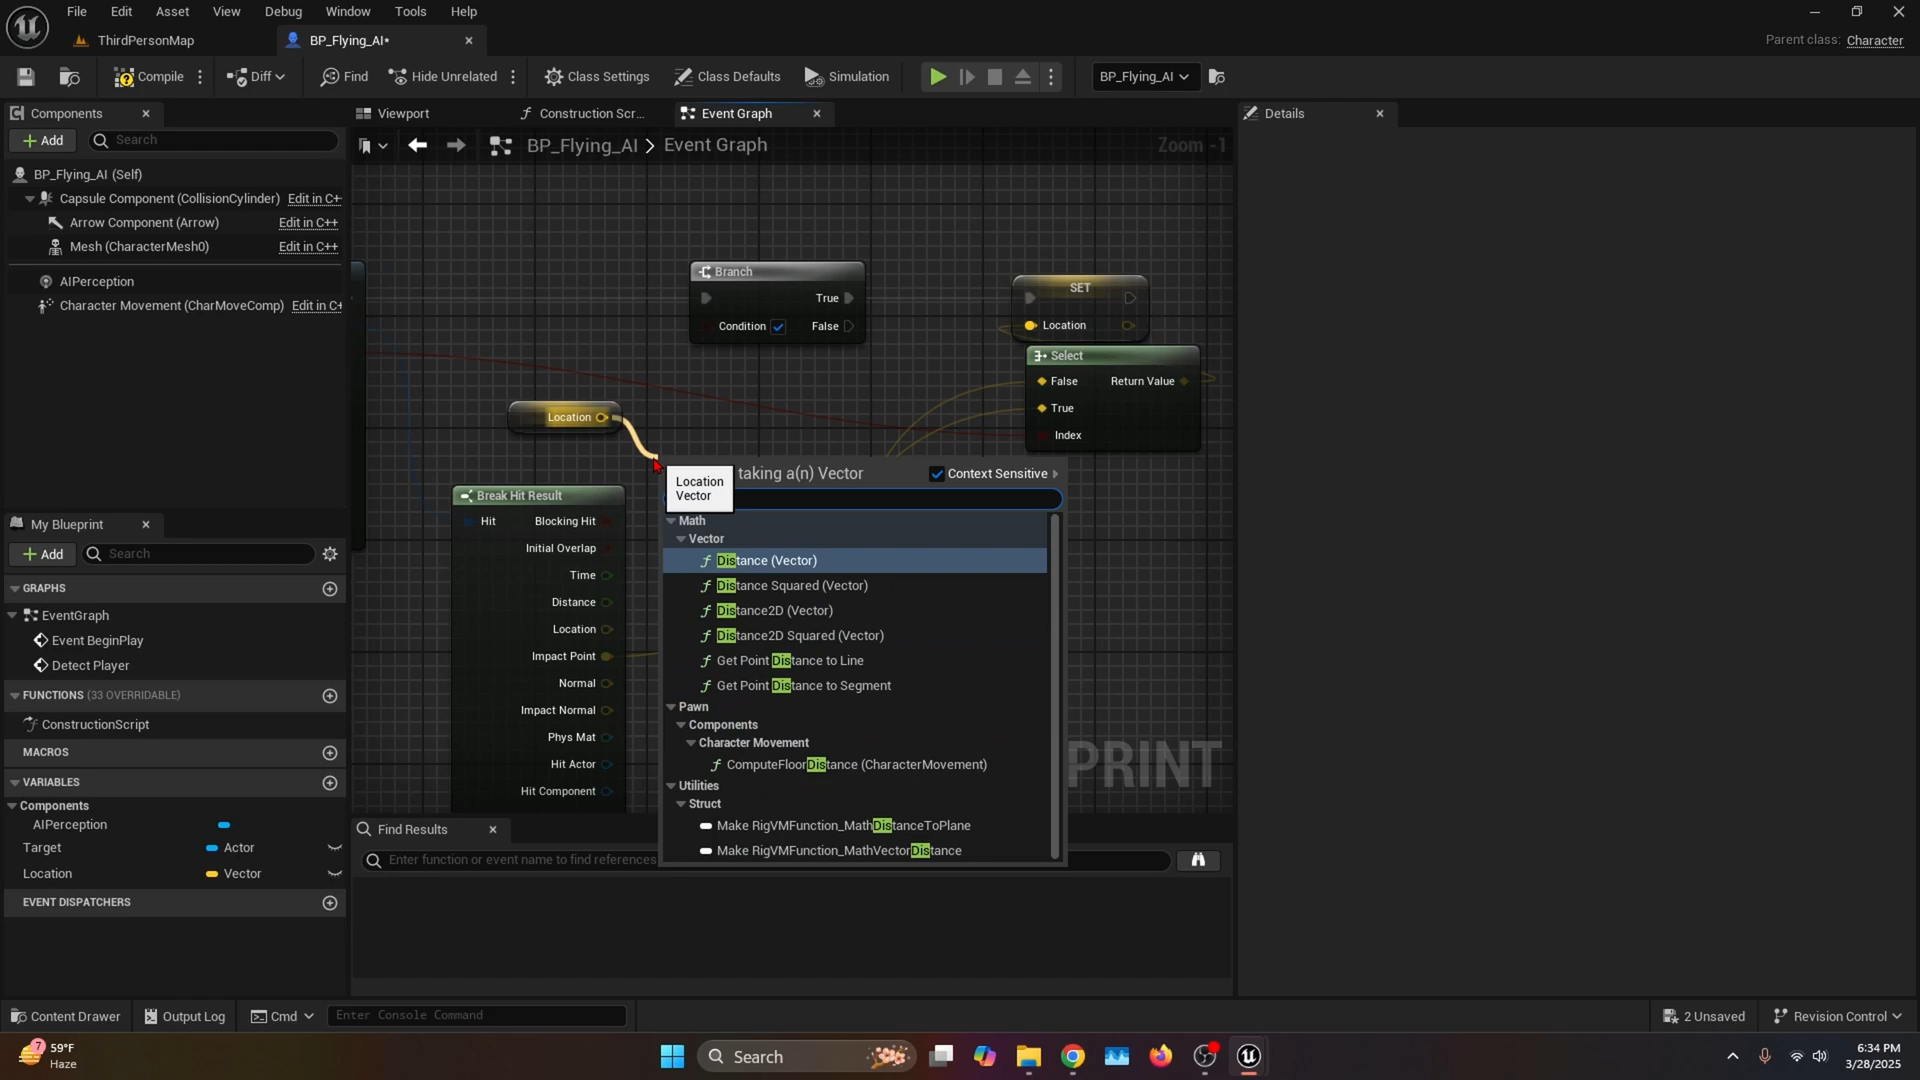 File Edit Asset View Debug Window Tools Help
ThirdPersonMap
BP_Flying_AI*
Parent class: Character
Compile
Diff
Find
Hide Unrelated
Class Settings
Class Defaults
Simulation
BP_Flying_AI
Components
Add
Search
BP_Flying_AI (Self)
Capsule Component (CollisionCylinder) Edit in C+
Arrow Component (Arrow) Edit in C++
Mesh (CharacterMesh0) Edit in C++
AIPerception
Character Movement (CharMoveComp) Edit in C+
My Blueprint
Add
Search
GRAPHS
EventGraph
Event BeginPlay
Detect Player
FUNCTIONS (33 OVERRIDABLE)
ConstructionScript
MACROS
VARIABLES
Components
AIPerception
Target Actor
Location Vector
EVENT DISPATCHERS
Viewport
Construction Scr...
Event Graph
BP_Flying_AI > Event Graph
Zoom -1
Branch
True
Condition False
SET
Location
Select
False Return Value
True
Index
Location
Break Hit Result
Hit Blocking Hit
Initial Overlap
Time
Distance
Location
Impact Point
Normal
Impact Normal
Phys Mat
Hit Actor
Hit Component
Location
Vector
taking a(n) Vector
Context Sensitive
Math
Vector
Distance (Vector)
Distance Squared (Vector)
Distance2D (Vector)
Distance2D Squared (Vector)
Get Point Distance to Line
Get Point Distance to Segment
Pawn
Components
Character Movement
ComputeFloorDistance (CharacterMovement)
Utilities
Struct
Make RigVMFunction_MathDistanceToPlane
Make RigVMFunction_MathVectorDistance
PRINT
Find Results
Enter function or event name to find references
Details
Content Drawer
Output Log
Cmd
Enter Console Command
2 Unsaved
Revision Control
7
59°F
Haze
Search
6:34 PM
3/28/2025